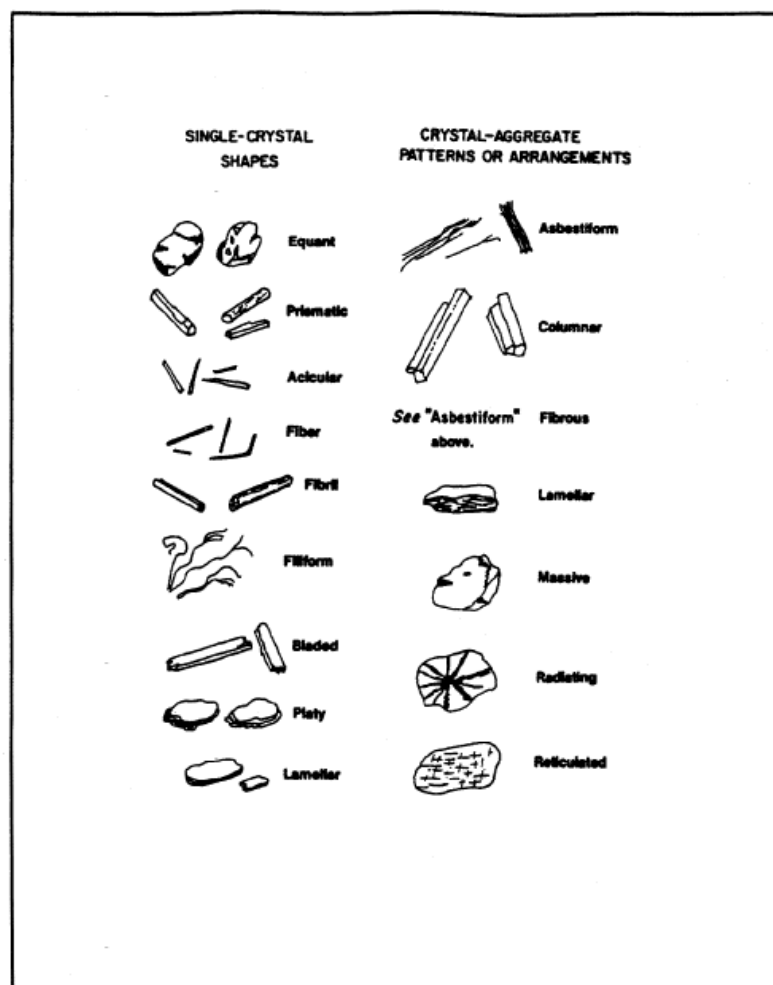 SINGLE-CRYSTAL
SHAPES
Equant
Prismatic
Acicular
Fiber
Fibril
Filiform
Bladed
Platy
Lamellar
CRYSTAL-AGGREGATE
PATTERNS OR ARRANGEMENTS
Asbestiform
Columnar
See "Asbestiform" Fibrous
above.
Lamellar
Massive
Radiating
Reticulated